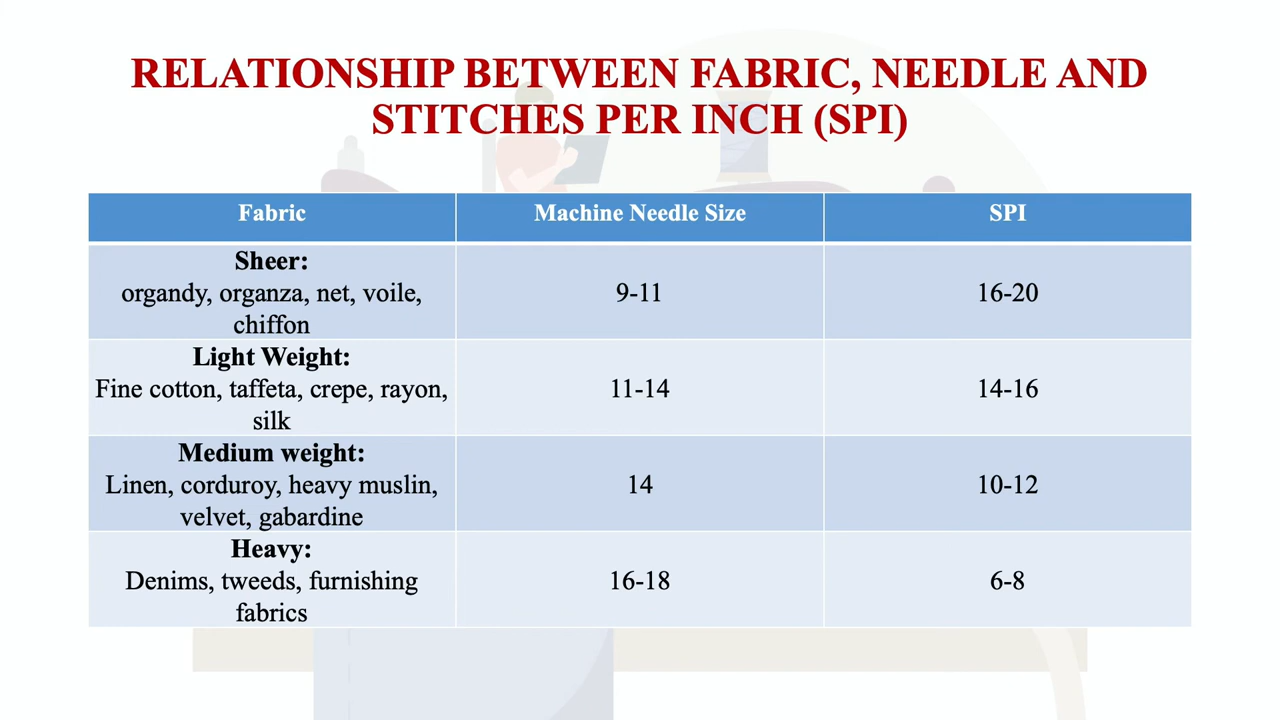 RELATIONSHIP BETWEEN FABRIC, NEEDLE AND
STITCHES PER INCH (SPI)
Fabric
Machine Needle Size
SPI
Sheer:
organdy, organza, net, voile,
chiffon
9-11
16-20
Light Weight:
Fine cotton, taffeta, crepe, rayon,
silk
11-14
14-16
Medium weight:
Linen, corduroy, heavy muslin,
velvet, gabardine
14
10-12
Heavy:
Denims, tweeds, furnishing
fabrics
16-18
6-8